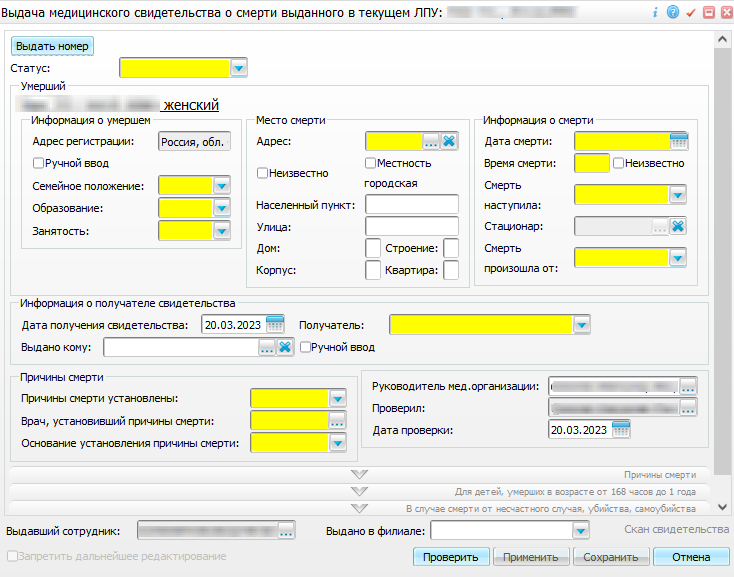 Выдача медицинского свидетельства о смерти выданного в текущем ЛПУ:
Выдать номер
Статус:
Умерший
женский
Информация о умершем
Адрес регистрации: Россия, обл.
Ручной ввод
Семейное положение:
Образование:
Занятость:
Место смерти
Адрес: ...
Неизвестно
Местность городская
Населенный пункт:
Улица:
Дом: Строение:
Корпус: Квартира:
Информация о смерти
Дата смерти:
Время смерти: Неизвестно
Смерть
наступила:
Стационар: ...
Смерть
произошла от:
Информация о получателе свидетельства
Дата получения свидетельства: 20.03.2023 Получатель:
Выдано кому: ... Ручной ввод
Причины смерти
Причины смерти установлены:
Врач, установивший причины смерти: ...
Основание установления причины смерти:
Руководитель мед.организации: ...
Проверил: ...
Дата проверки: 20.03.2023
Причины смерти
Для детей, умерших в возрасте от 168 часов до 1 года
В случае смерти от несчастного случая, убийства, самоубийства
Выдавший сотрудник: ... Выдано в филиале: Скан свидетельства
Запретить дальнейшее редактирование
Проверить Применить Сохранить Отмена